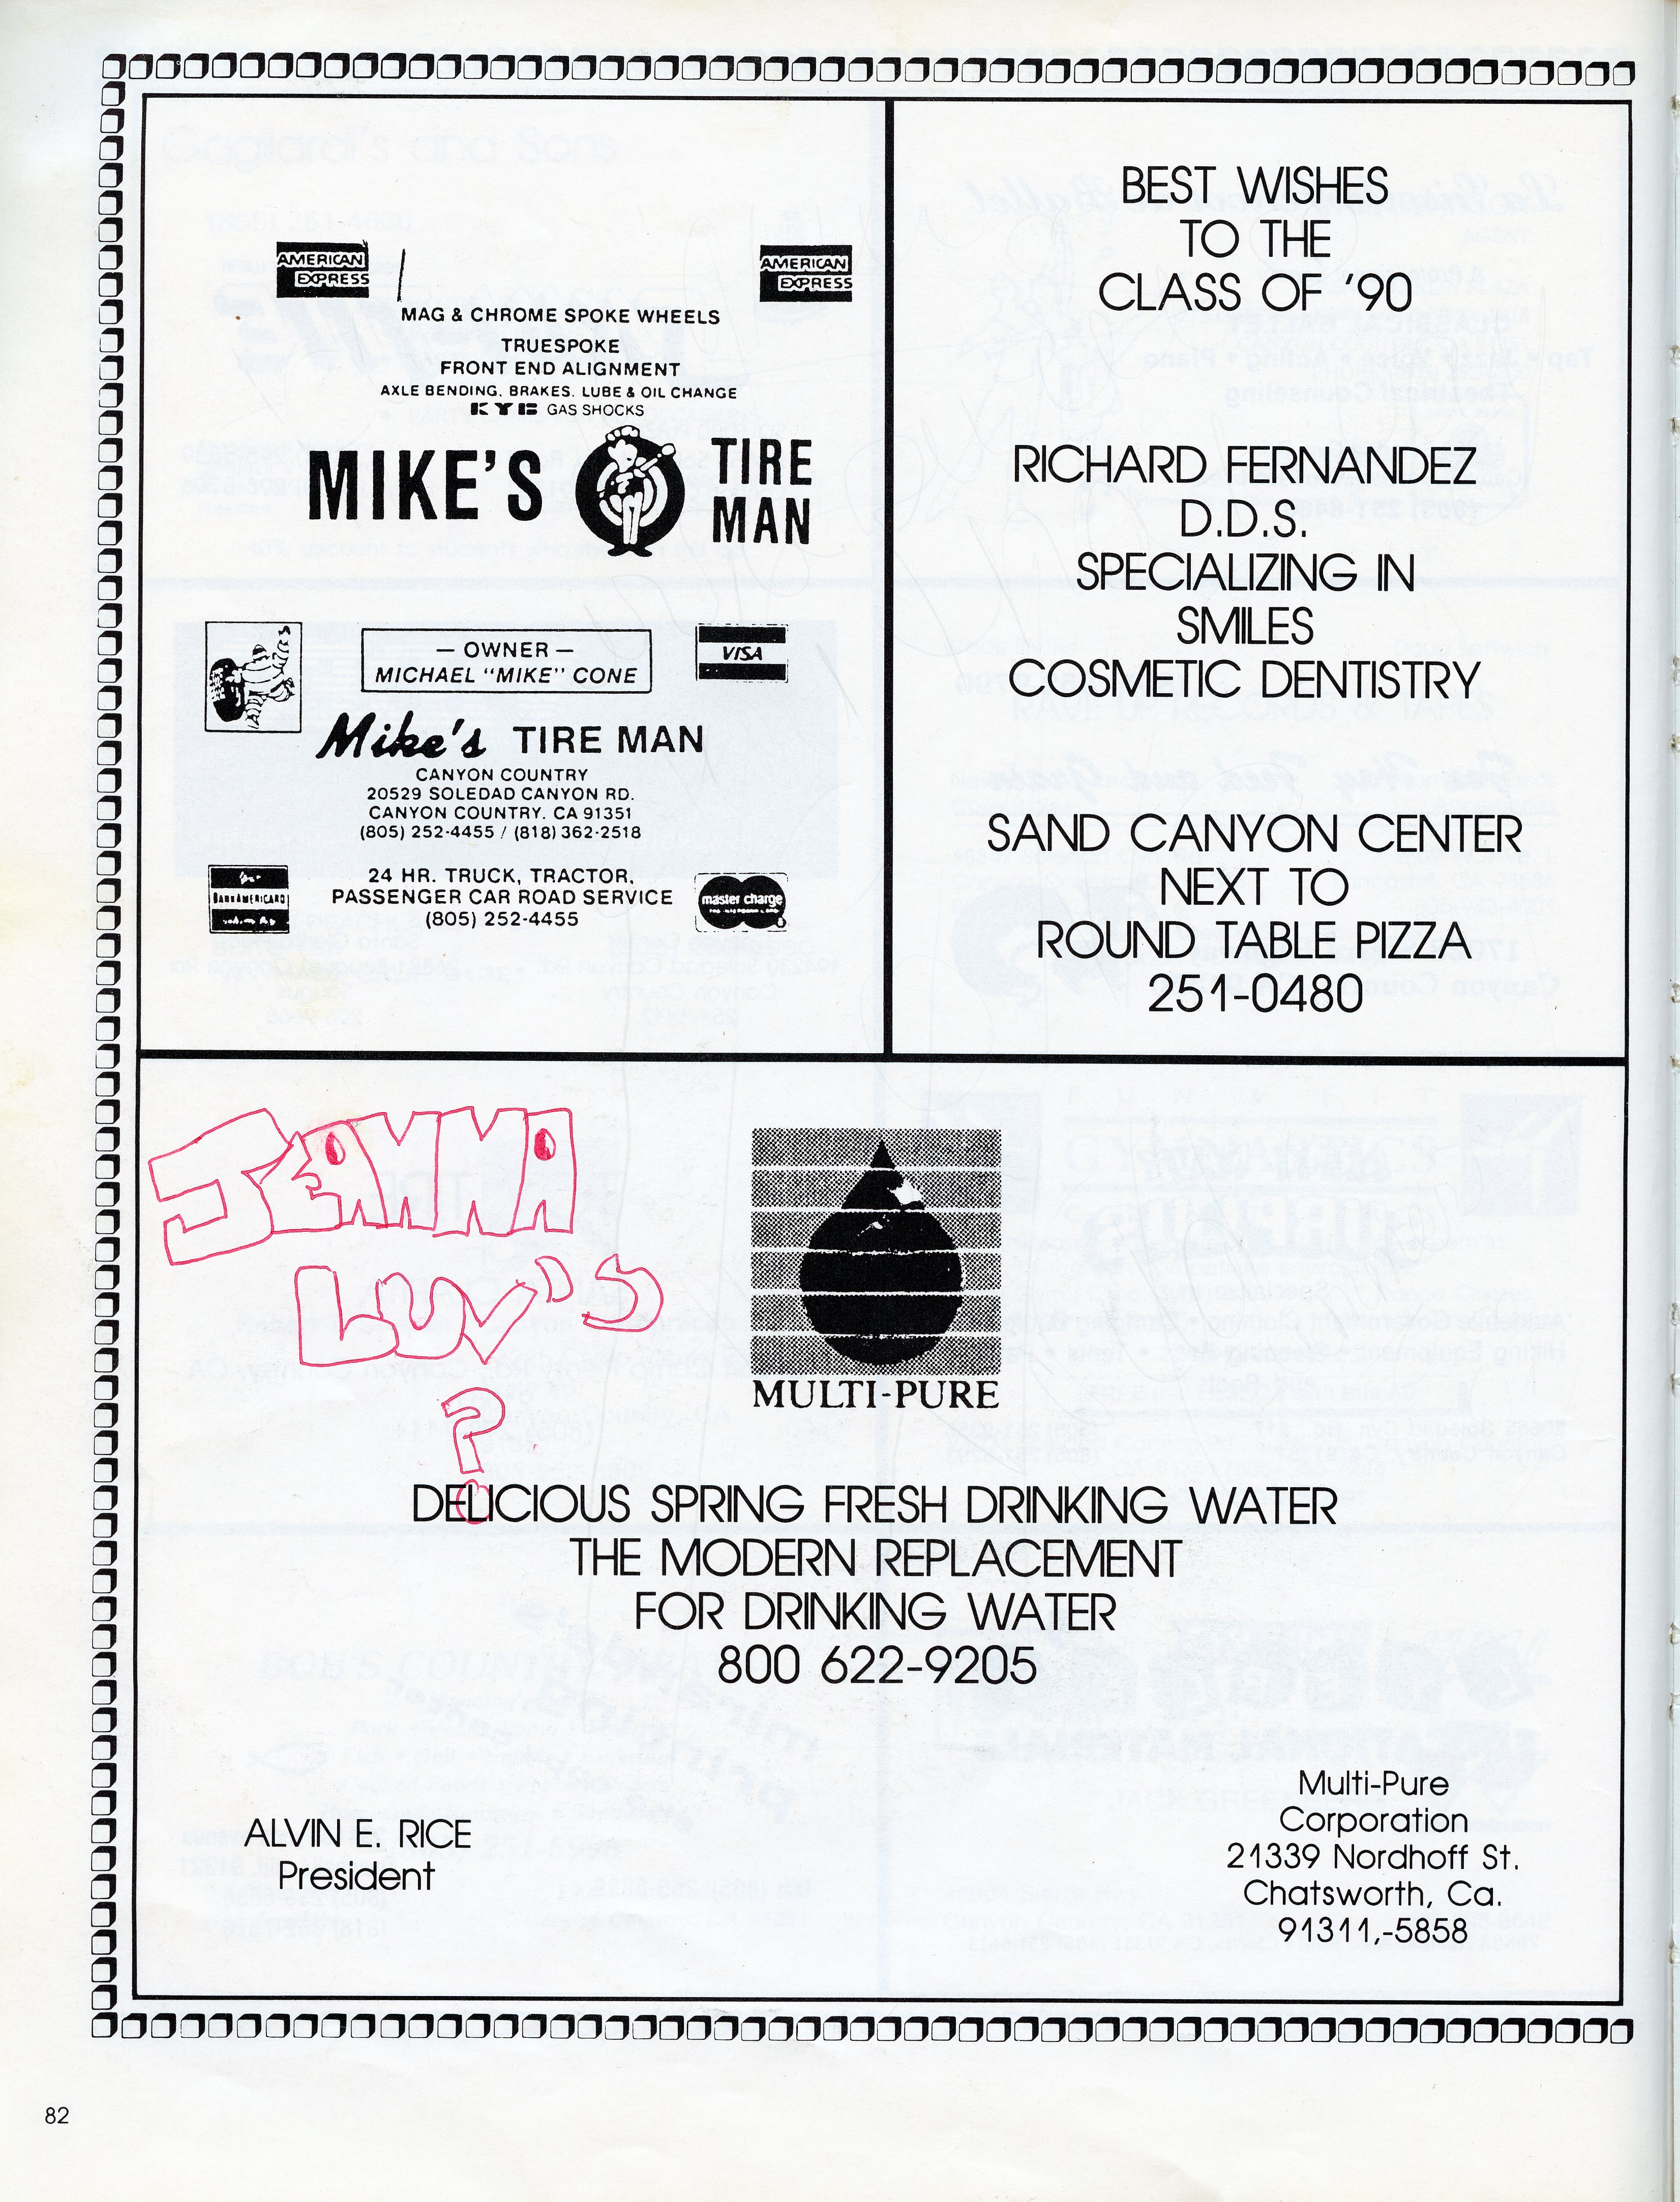 AMERICAN
EXPRESS
AMERICAN
EXPRESS
MAG & CHROME SPOKE WHEELS
TRUESPOKE
FRONT END ALIGNMENT
AXLE BENDING, BRAKES, LUBE & OIL CHANGE
KYB GAS SHOCKS
MIKE'S TIRE
MAN
— OWNER —
MICHAEL "MIKE" CONE
VISA
Mike's TIRE MAN
CANYON COUNTRY
20529 SOLEDAD CANYON RD.
CANYON COUNTRY, CA 91351
(805) 252-4455 / (818) 362-2518
BANKAMERICARD
24 HR. TRUCK, TRACTOR,
PASSENGER CAR ROAD SERVICE
(805) 252-4455
master charge
BEST WISHES
TO THE
CLASS OF '90
RICHARD FERNANDEZ
D.D.S.
SPECIALIZING IN
SMILES
COSMETIC DENTISTRY
SAND CANYON CENTER
NEXT TO
ROUND TABLE PIZZA
251-0480
JEANNA
LUV'S
?
MULTI-PURE
DELICIOUS SPRING FRESH DRINKING WATER
THE MODERN REPLACEMENT
FOR DRINKING WATER
800 622-9205
ALVIN E. RICE
President
Multi-Pure
Corporation
21339 Nordhoff St.
Chatsworth, Ca.
91311,-5858
82